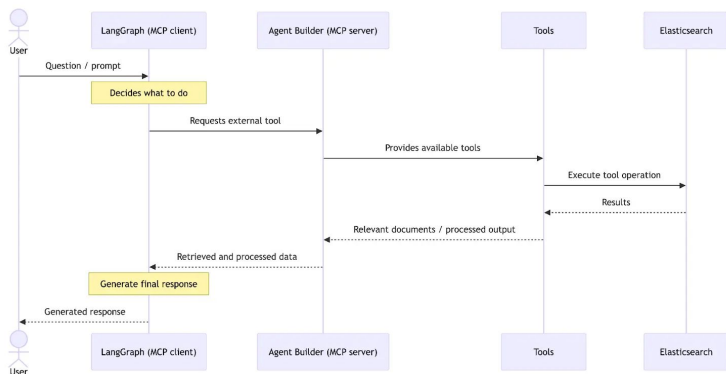 LangGraph (MCP client)
Agent Builder (MCP server)
Tools
Elasticsearch
User
Question / prompt
Decides what to do
Requests external tool
Provides available tools
Execute tool operation
Results
Relevant documents / processed output
Retrieved and processed data
Generate final response
Generated response
LangGraph (MCP client)
Agent Builder (MCP server)
Tools
Elasticsearch
User